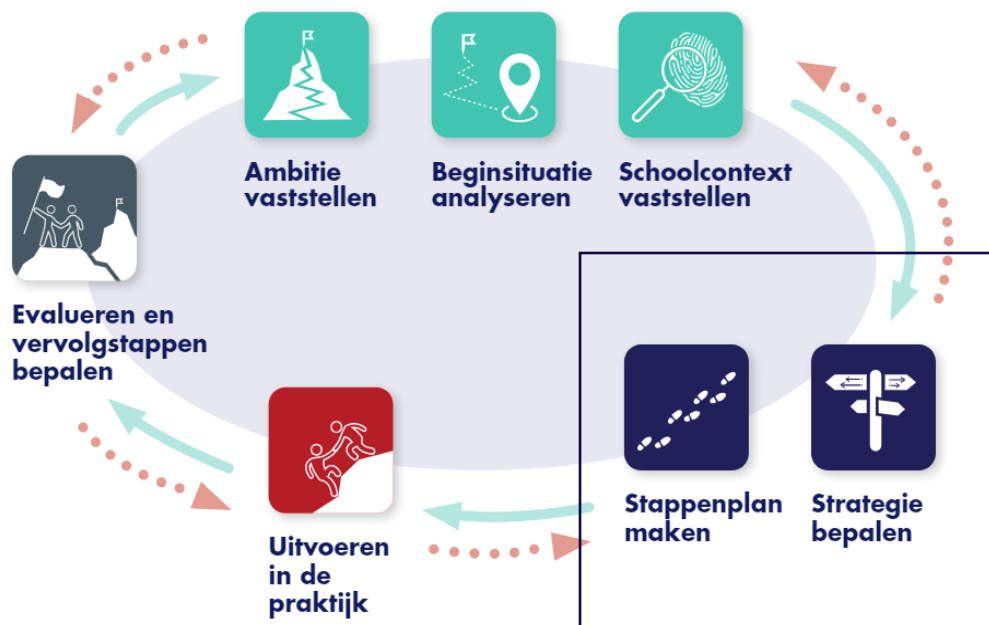 Ambitie
vaststellen
Beginsituatie
analyseren
Schoolcontext
vaststellen
Evalueren en
vervolgstappen
bepalen
Uitvoeren
in de
praktijk
Stappenplan
maken
Strategie
bepalen